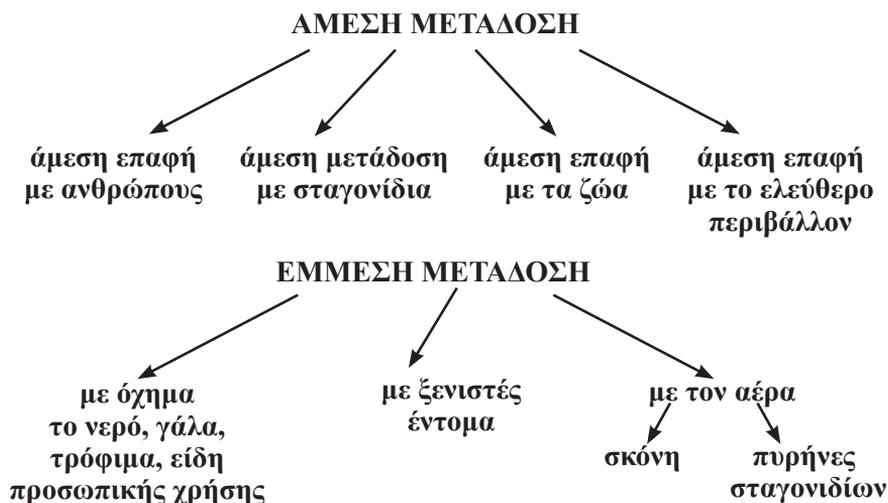 ΑΜΕΣΗ ΜΕΤΑΔΟΣΗ
άμεση επαφή
με ανθρώπους
άμεση μετάδοση
με σταγονίδια
άμεση επαφή
με τα ζώα
άμεση επαφή
με το ελεύθερο
περιβάλλον
ΕΜΜΕΣΗ ΜΕΤΑΔΟΣΗ
με όχημα
το νερό, γάλα,
τρόφιμα, είδη
προσωπικής χρήσης
με ξενιστές
έντομα
με τον αέρα
σκόνη
πυρήνες
σταγονιδίων